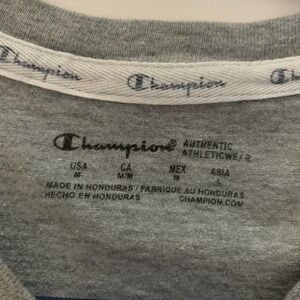 Champion Champion
Champion® AUTHENTIC
ATHLETICWEAR
USA CA MEX ASIA
M M/M M L
MADE IN HONDURAS / FABRIQUE AU HONDURAS
HECHO EN HONDURAS CHAMPION.COM